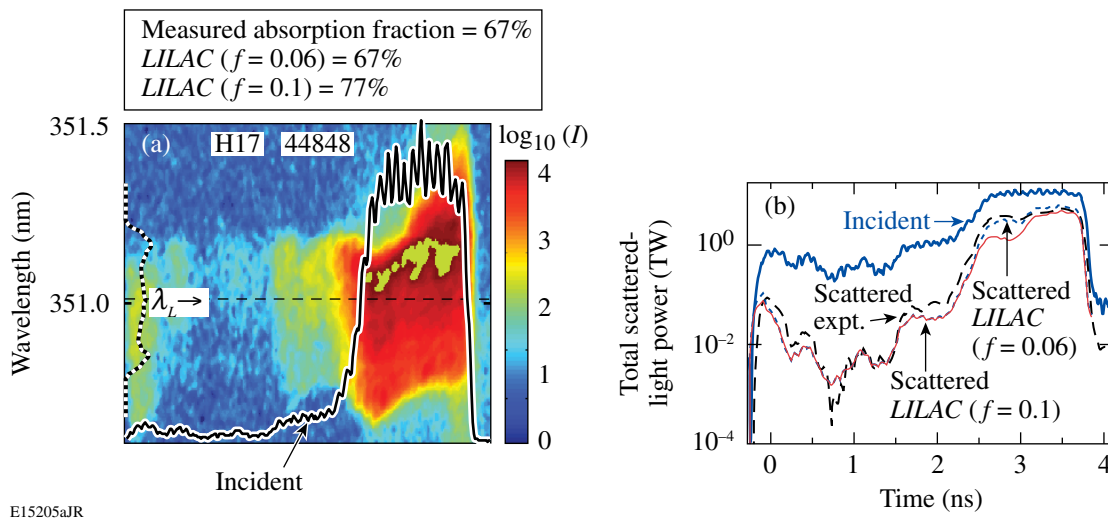 Measured absorption fraction = 67%
LILAC (f = 0.06) = 67%
LILAC (f = 0.1) = 77%
(a) H17 44848
351.5
351.0
Wavelength (nm)
λL →
Incident
log10 (I)
4
3
2
1
0
E15205aJR
(b)
Incident
Scattered
expt.
Scattered
LILAC
(f = 0.06)
Scattered
LILAC (f = 0.1)
Total scattered-
light power (TW)
10⁰
10⁻²
10⁻⁴
0 1 2 3 4
Time (ns)